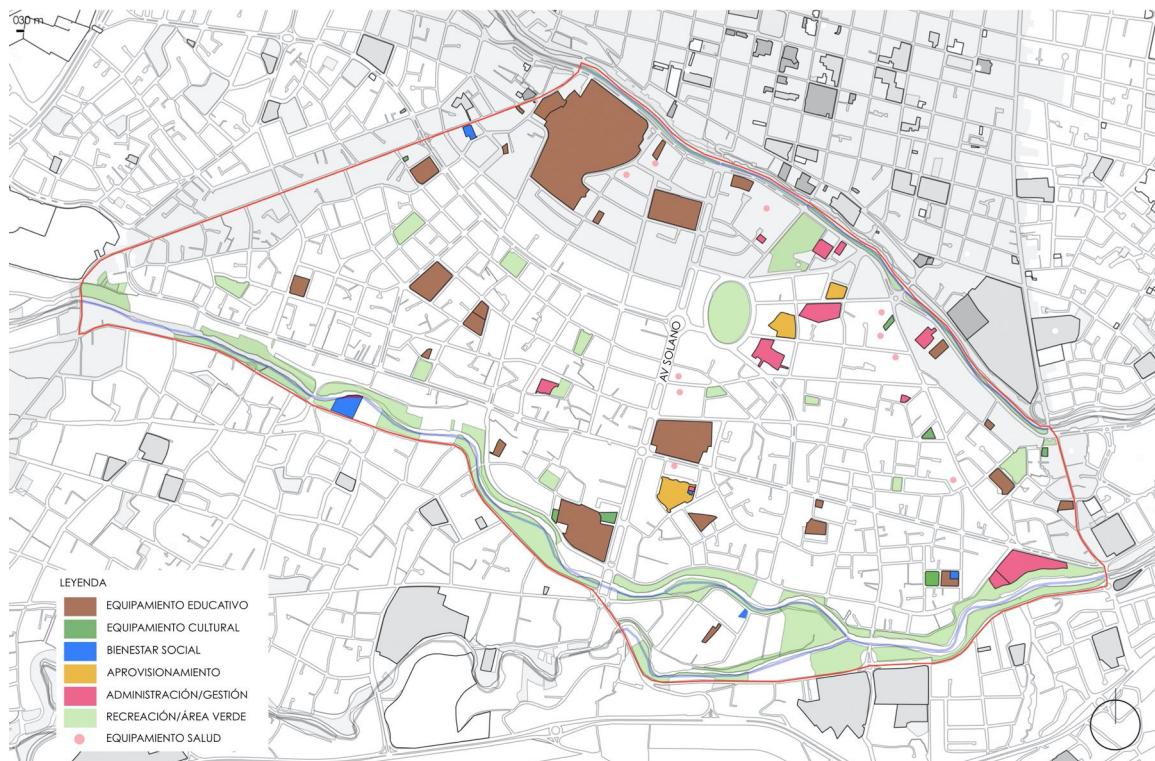 030 m
AV SOLANO
LEYENDA
EQUIPAMIENTO EDUCATIVO
EQUIPAMIENTO CULTURAL
BIENESTAR SOCIAL
APROVISIONAMIENTO
ADMINISTRACIÓN/GESTIÓN
RECREACIÓN/ÁREA VERDE
EQUIPAMIENTO SALUD